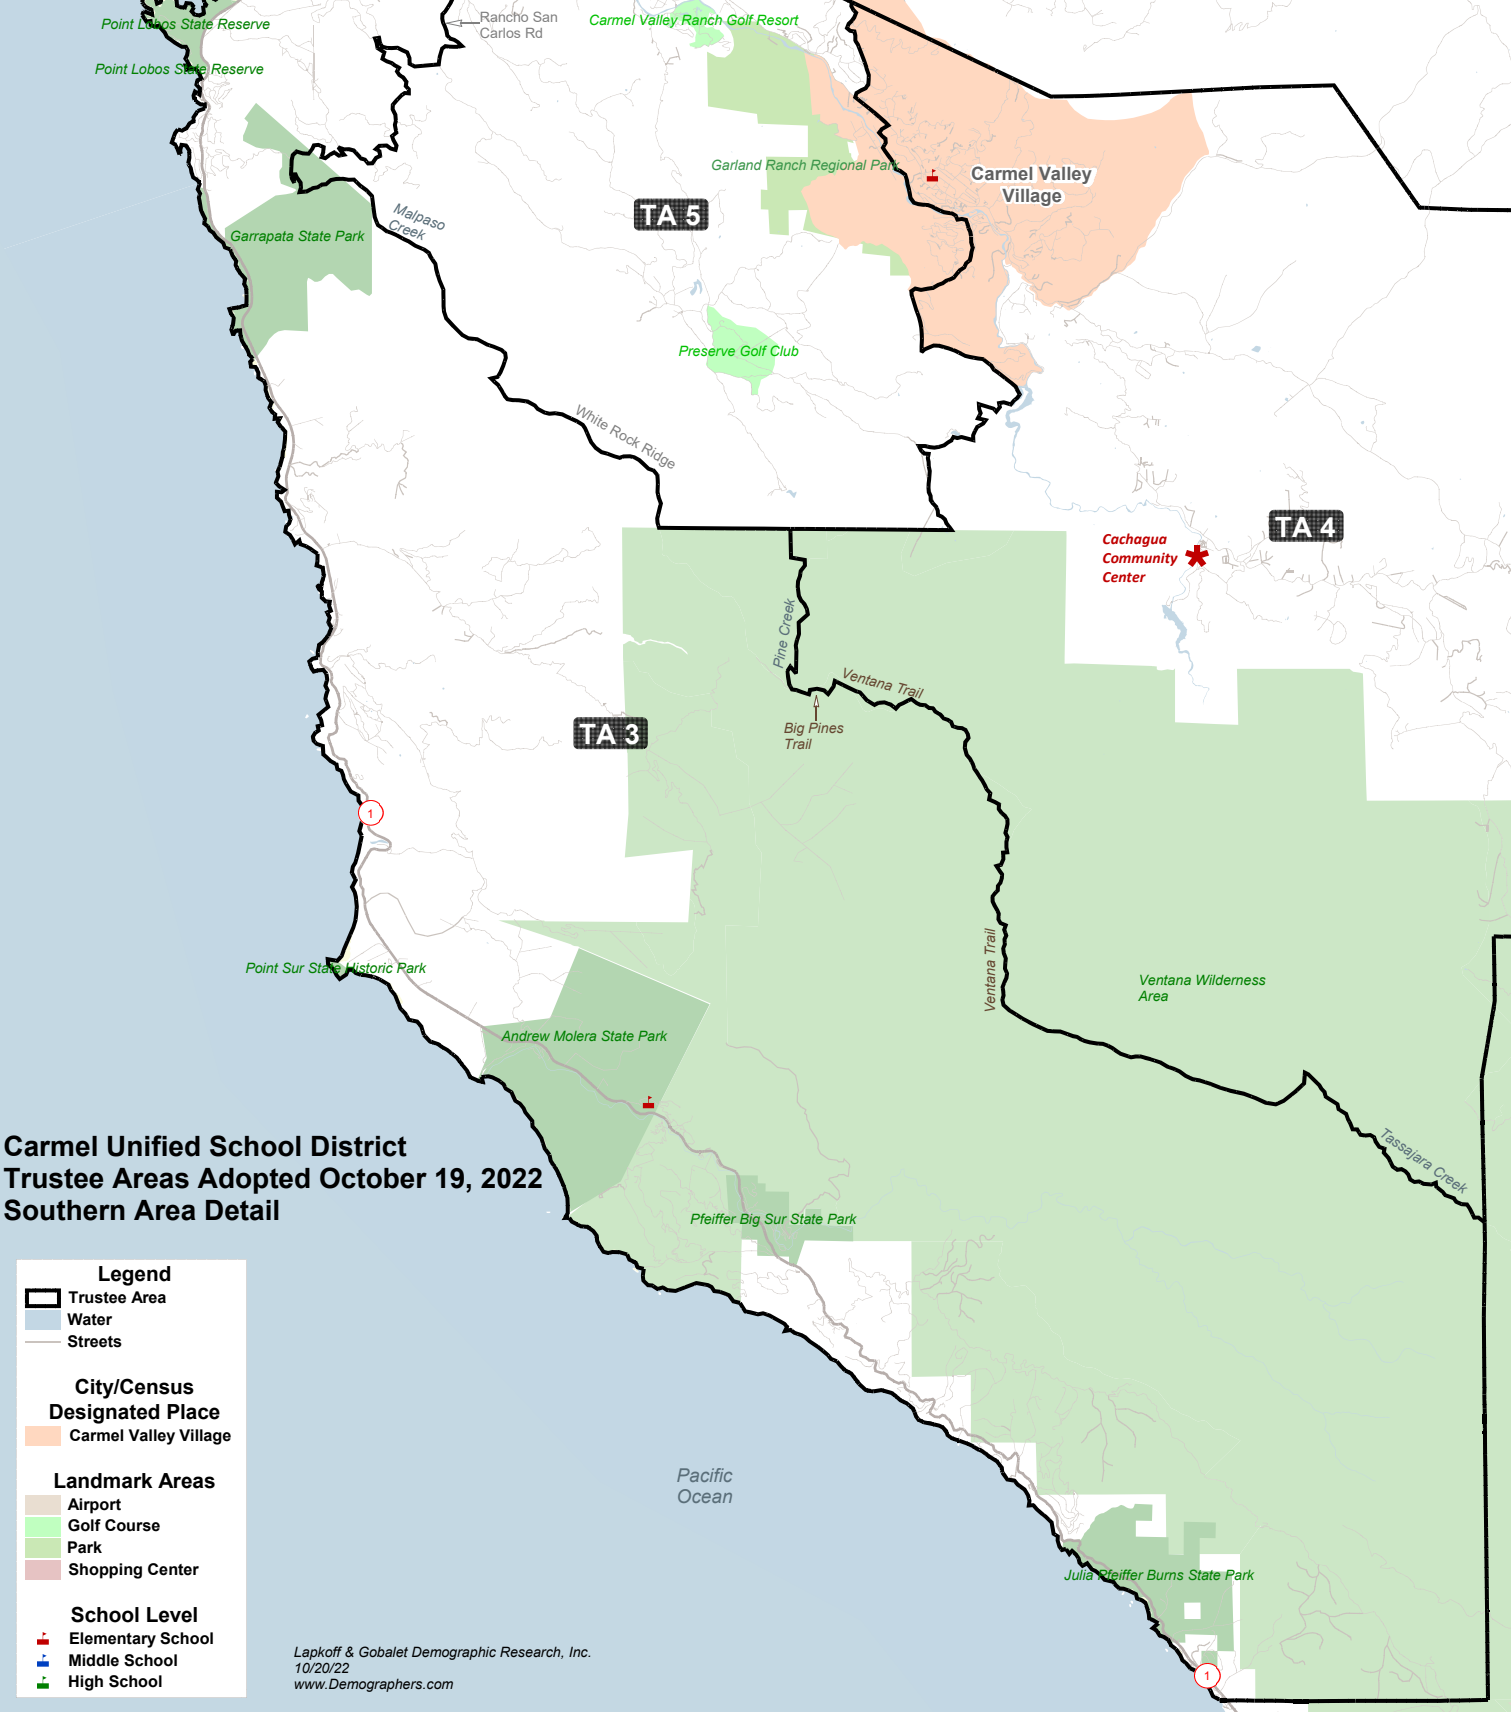 Point Lobos State Reserve
Rancho San
Carlos Rd
Carmel Valley Ranch Golf Resort
Point Lobos State Reserve
Garland Ranch Regional Park
Carmel Valley
Village
TA 5
Malpaso
Creek
Garrapata State Park
Preserve Golf Club
White Rock Ridge
TA 4
Cachagua
Community
Center
Pine Creek
Ventana Trail
Big Pines
Trail
TA 3
1
Ventana Trail
Point Sur State Historic Park
Ventana Wilderness
Area
Andrew Molera State Park
Tassajara Creek
Carmel Unified School District
Trustee Areas Adopted October 19, 2022
Southern Area Detail
Pfeiffer Big Sur State Park
Legend
Trustee Area
Water
Streets
City/Census
Designated Place
Carmel Valley Village
Landmark Areas
Airport
Golf Course
Park
Shopping Center
School Level
Elementary School
Middle School
High School
Pacific
Ocean
Julia Pfeiffer Burns State Park
1
Lapkoff & Gobalet Demographic Research, Inc.
10/20/22
www.Demographers.com